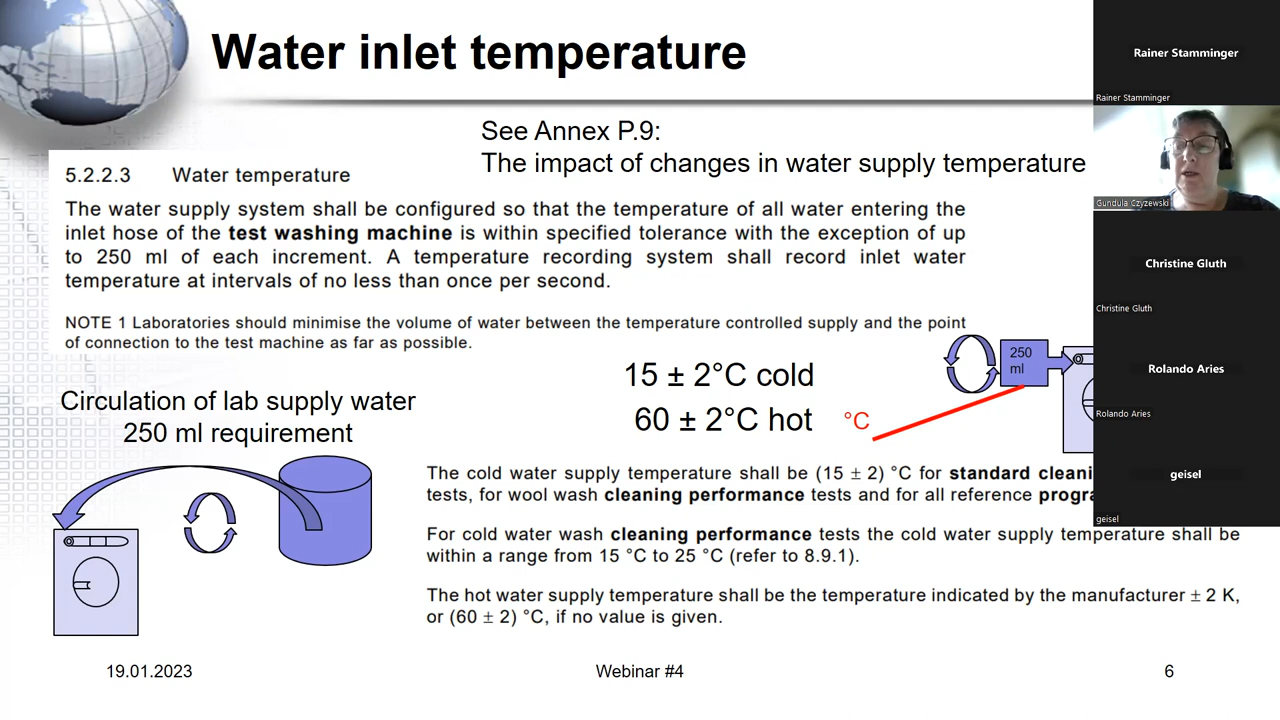 Water inlet temperature
See Annex P.9:
The impact of changes in water supply temperature
5.2.2.3 Water temperature
The water supply system shall be configured so that the temperature of all water entering the
inlet hose of the test washing machine is within specified tolerance with the exception of up
to 250 ml of each increment. A temperature recording system shall record inlet water
temperature at intervals of no less than once per second.
NOTE 1 Laboratories should minimise the volume of water between the temperature controlled supply and the point
of connection to the test machine as far as possible.
250
ml
15 ± 2°C cold
60 ± 2°C hot
°C
Circulation of lab supply water
250 ml requirement
The cold water supply temperature shall be (15 ± 2) °C for standard cleani
tests, for wool wash cleaning performance tests and for all reference progra
For cold water wash cleaning performance tests the cold water supply temperature shall be
within a range from 15 °C to 25 °C (refer to 8.9.1).
The hot water supply temperature shall be the temperature indicated by the manufacturer ± 2 K,
or (60 ± 2) °C, if no value is given.
19.01.2023
Webinar #4
6
Rainer Stamminger
Rainer Stamminger
Gundula Czyzewski
Christine Gluth
Christine Gluth
Rolando Aries
Rolando Aries
geisel
geisel